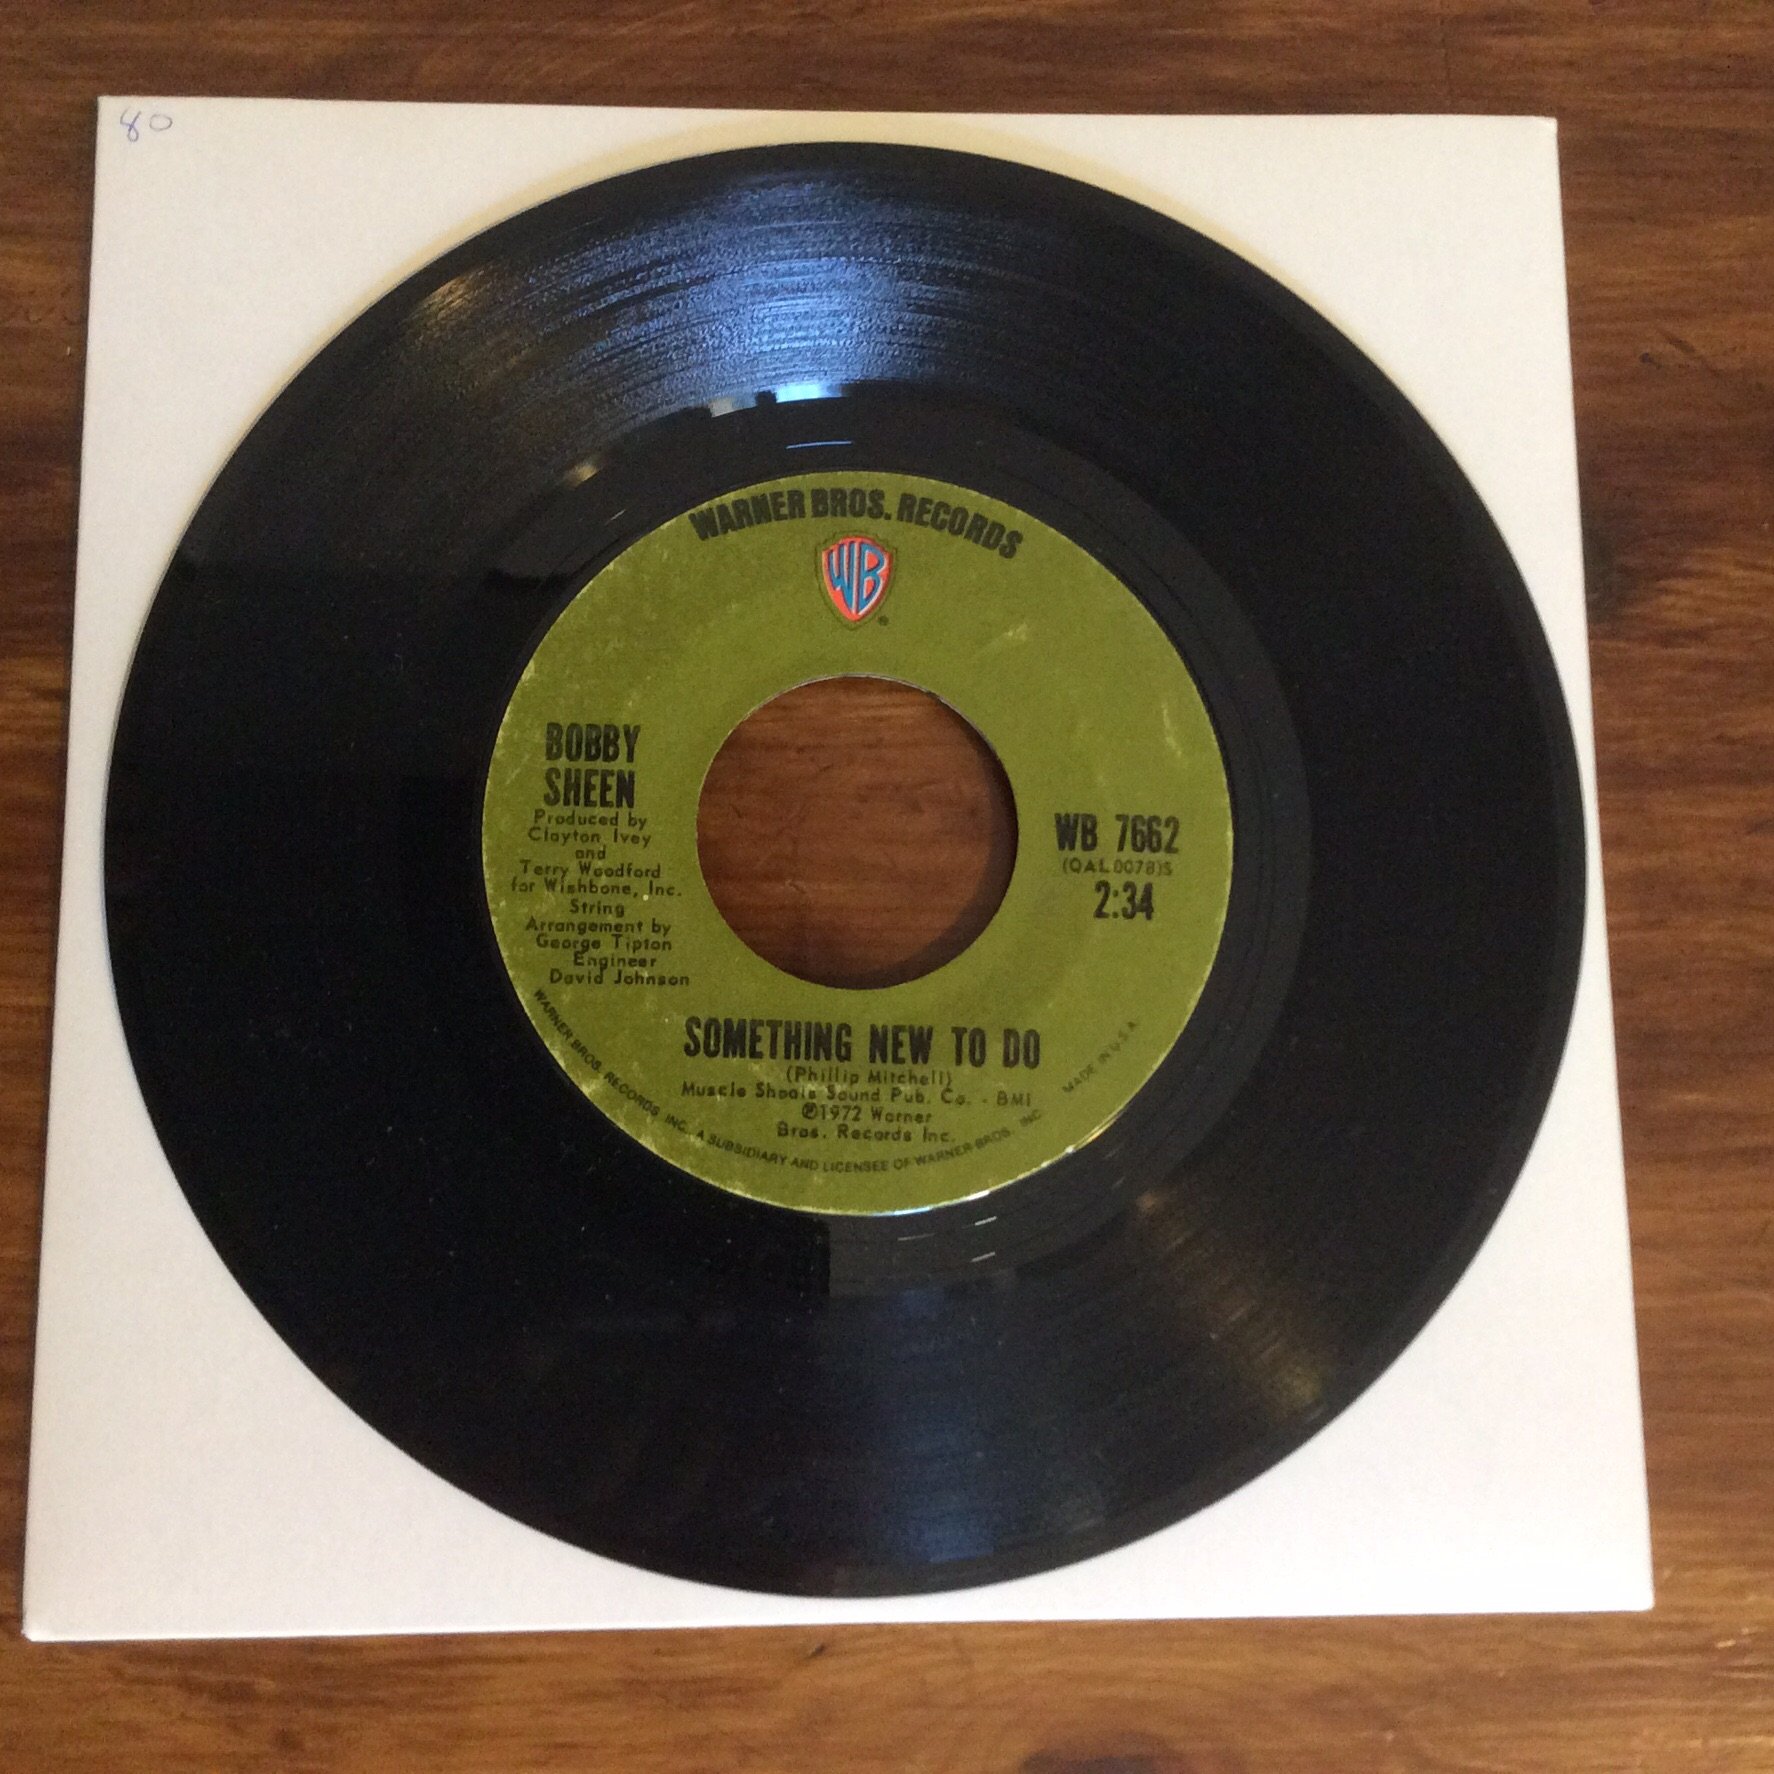 80
WARNER BROS. RECORDS
WB
®
BOBBY
SHEEN
Produced by
Clayton Ivey
and
Terry Woodford
for Wishbone, Inc.
String
Arrangement by
George Tipton
Engineer
David Johnson
WB 7662
(QAL0078)S
2:34
SOMETHING NEW TO DO
(Phillip Mitchell)
Muscle Shoals Sound Pub. Co. - BMI
℗1972 Warner
Bros. Records Inc.
WARNER BROS. RECORDS INC., A SUBSIDIARY AND LICENSEE OF WARNER BROS. INC. MADE IN U.S.A.